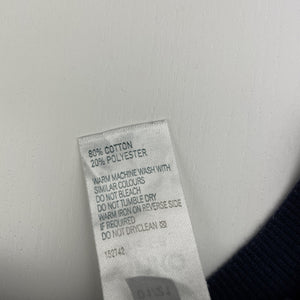 80% COTTON
20% POLYESTER
WARM MACHINE WASH WITH
SIMILAR COLOURS
DO NOT BLEACH
DO NOT TUMBLE DRY
WARM IRON ON REVERSE SIDE
IF REQUIRED
DO NOT DRYCLEAN
152742